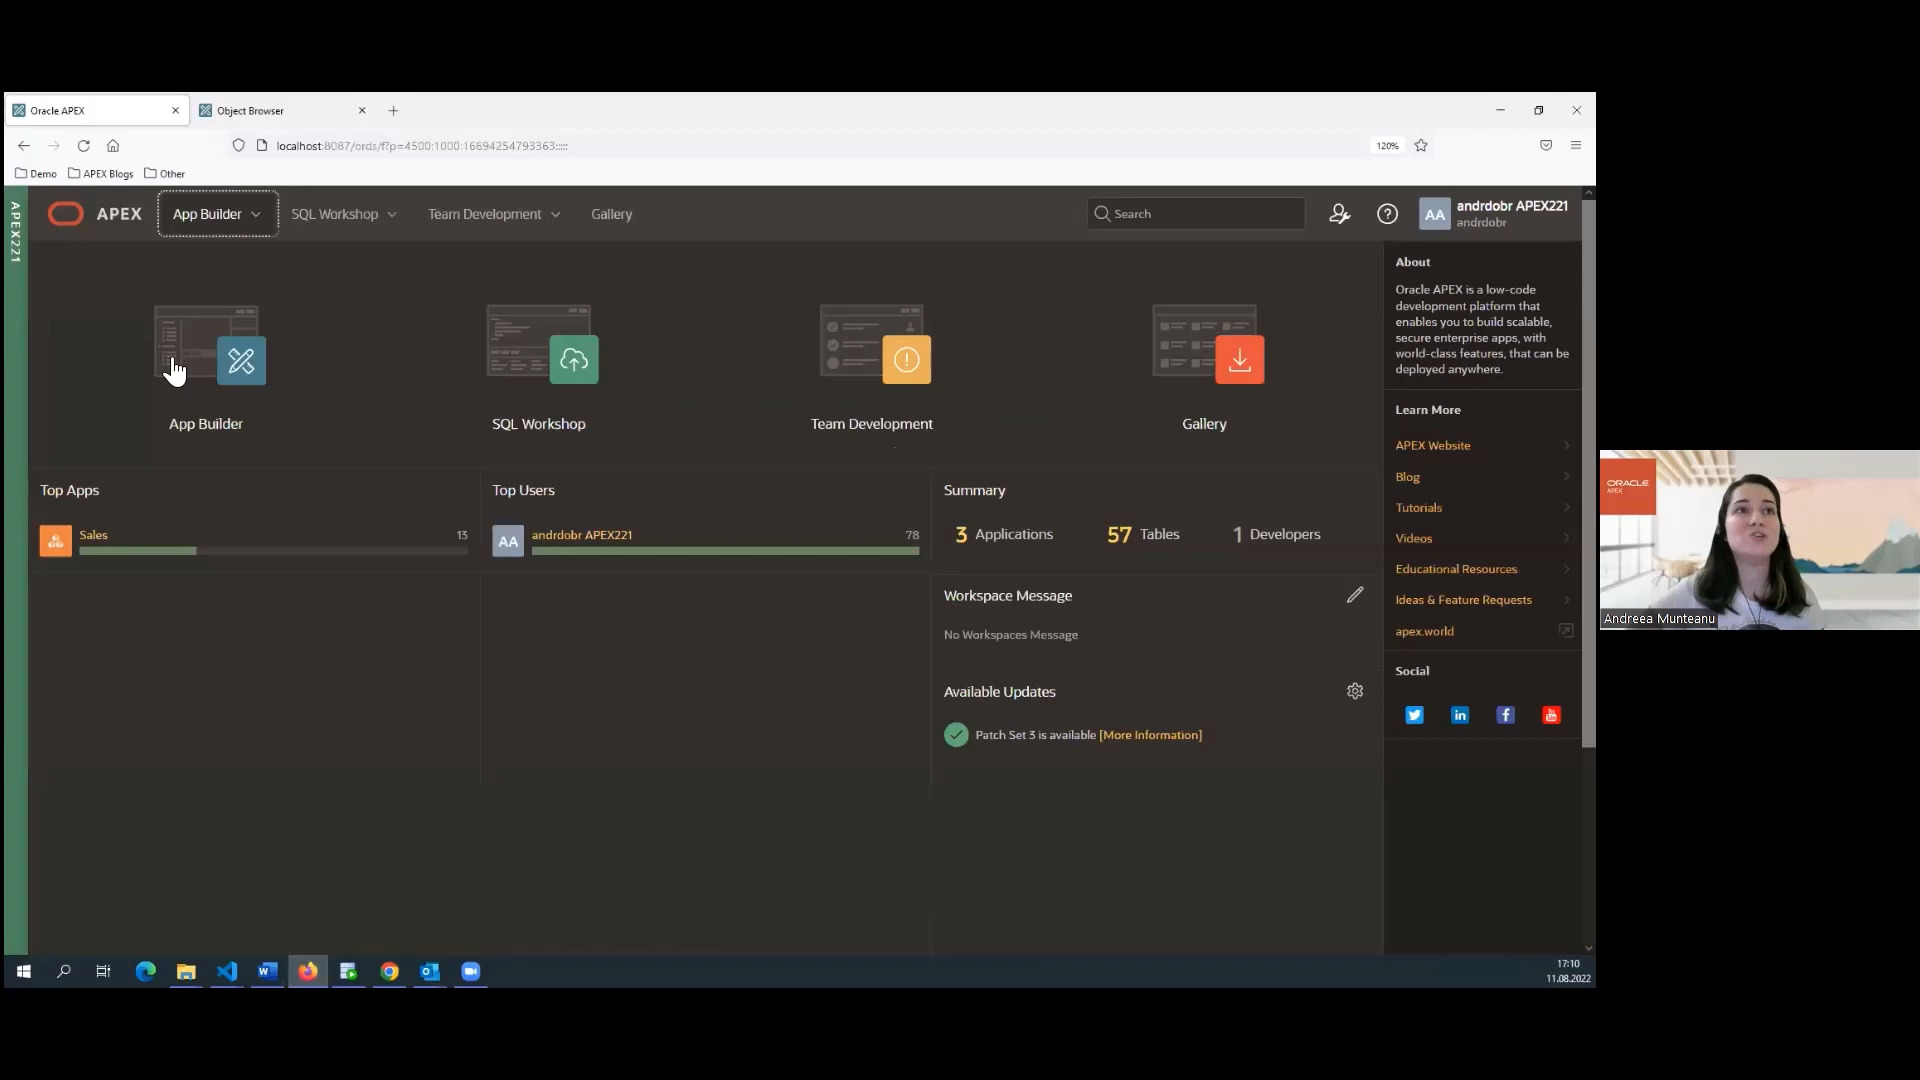 Oracle APEX
Object Browser
localhost:8087/ords/f?p=4500:1000:16694254793363:::::
120%
Demo
APEX Blogs
Other
APEX221
APEX
App Builder
SQL Workshop
Team Development
Gallery
Search
AA
andrdobr APEX221
andrdobr
App Builder
SQL Workshop
Team Development
Gallery
Top Apps
Sales
13
Top Users
AA
andrdobr APEX221
78
Summary
3 Applications
57 Tables
1 Developers
Workspace Message
No Workspaces Message
Available Updates
Patch Set 3 is available [More Information]
About
Oracle APEX is a low-code
development platform that
enables you to build scalable,
secure enterprise apps, with
world-class features, that can be
deployed anywhere.
Learn More
APEX Website
Blog
Tutorials
Videos
Educational Resources
Ideas & Feature Requests
apex.world
Social
17:10
11.08.2022
ORACLE
APEX
Andreea Munteanu